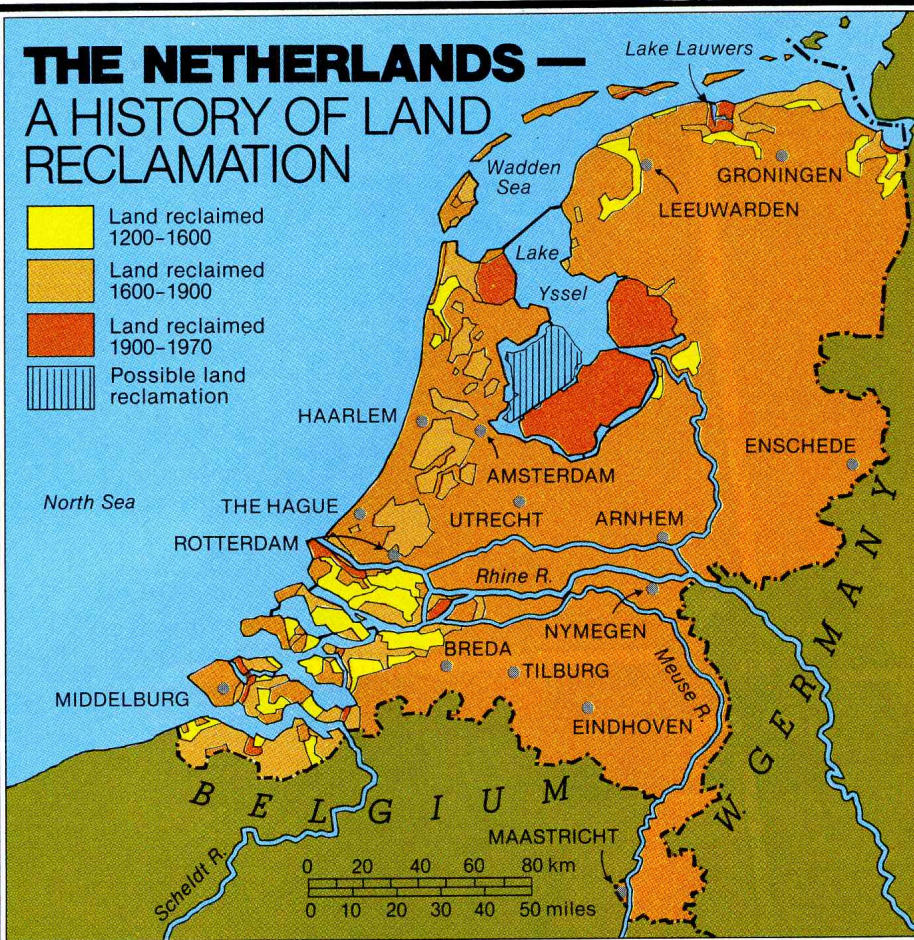 THE NETHERLANDS —
A HISTORY OF LAND
RECLAMATION
Land reclaimed
1200–1600
Land reclaimed
1600–1900
Land reclaimed
1900–1970
Possible land
reclamation
Lake Lauwers
Wadden
Sea
GRONINGEN
LEEUWARDEN
Lake
Yssel
HAARLEM
AMSTERDAM
ENSCHEDE
North Sea
THE HAGUE
UTRECHT
ARNHEM
ROTTERDAM
Rhine R.
NYMEGEN
BREDA
TILBURG
Meuse R.
MIDDELBURG
EINDHOVEN
W. GERMANY
BELGIUM
MAASTRICHT
Scheldt R.
0 20 40 60 80 km
0 10 20 30 40 50 miles